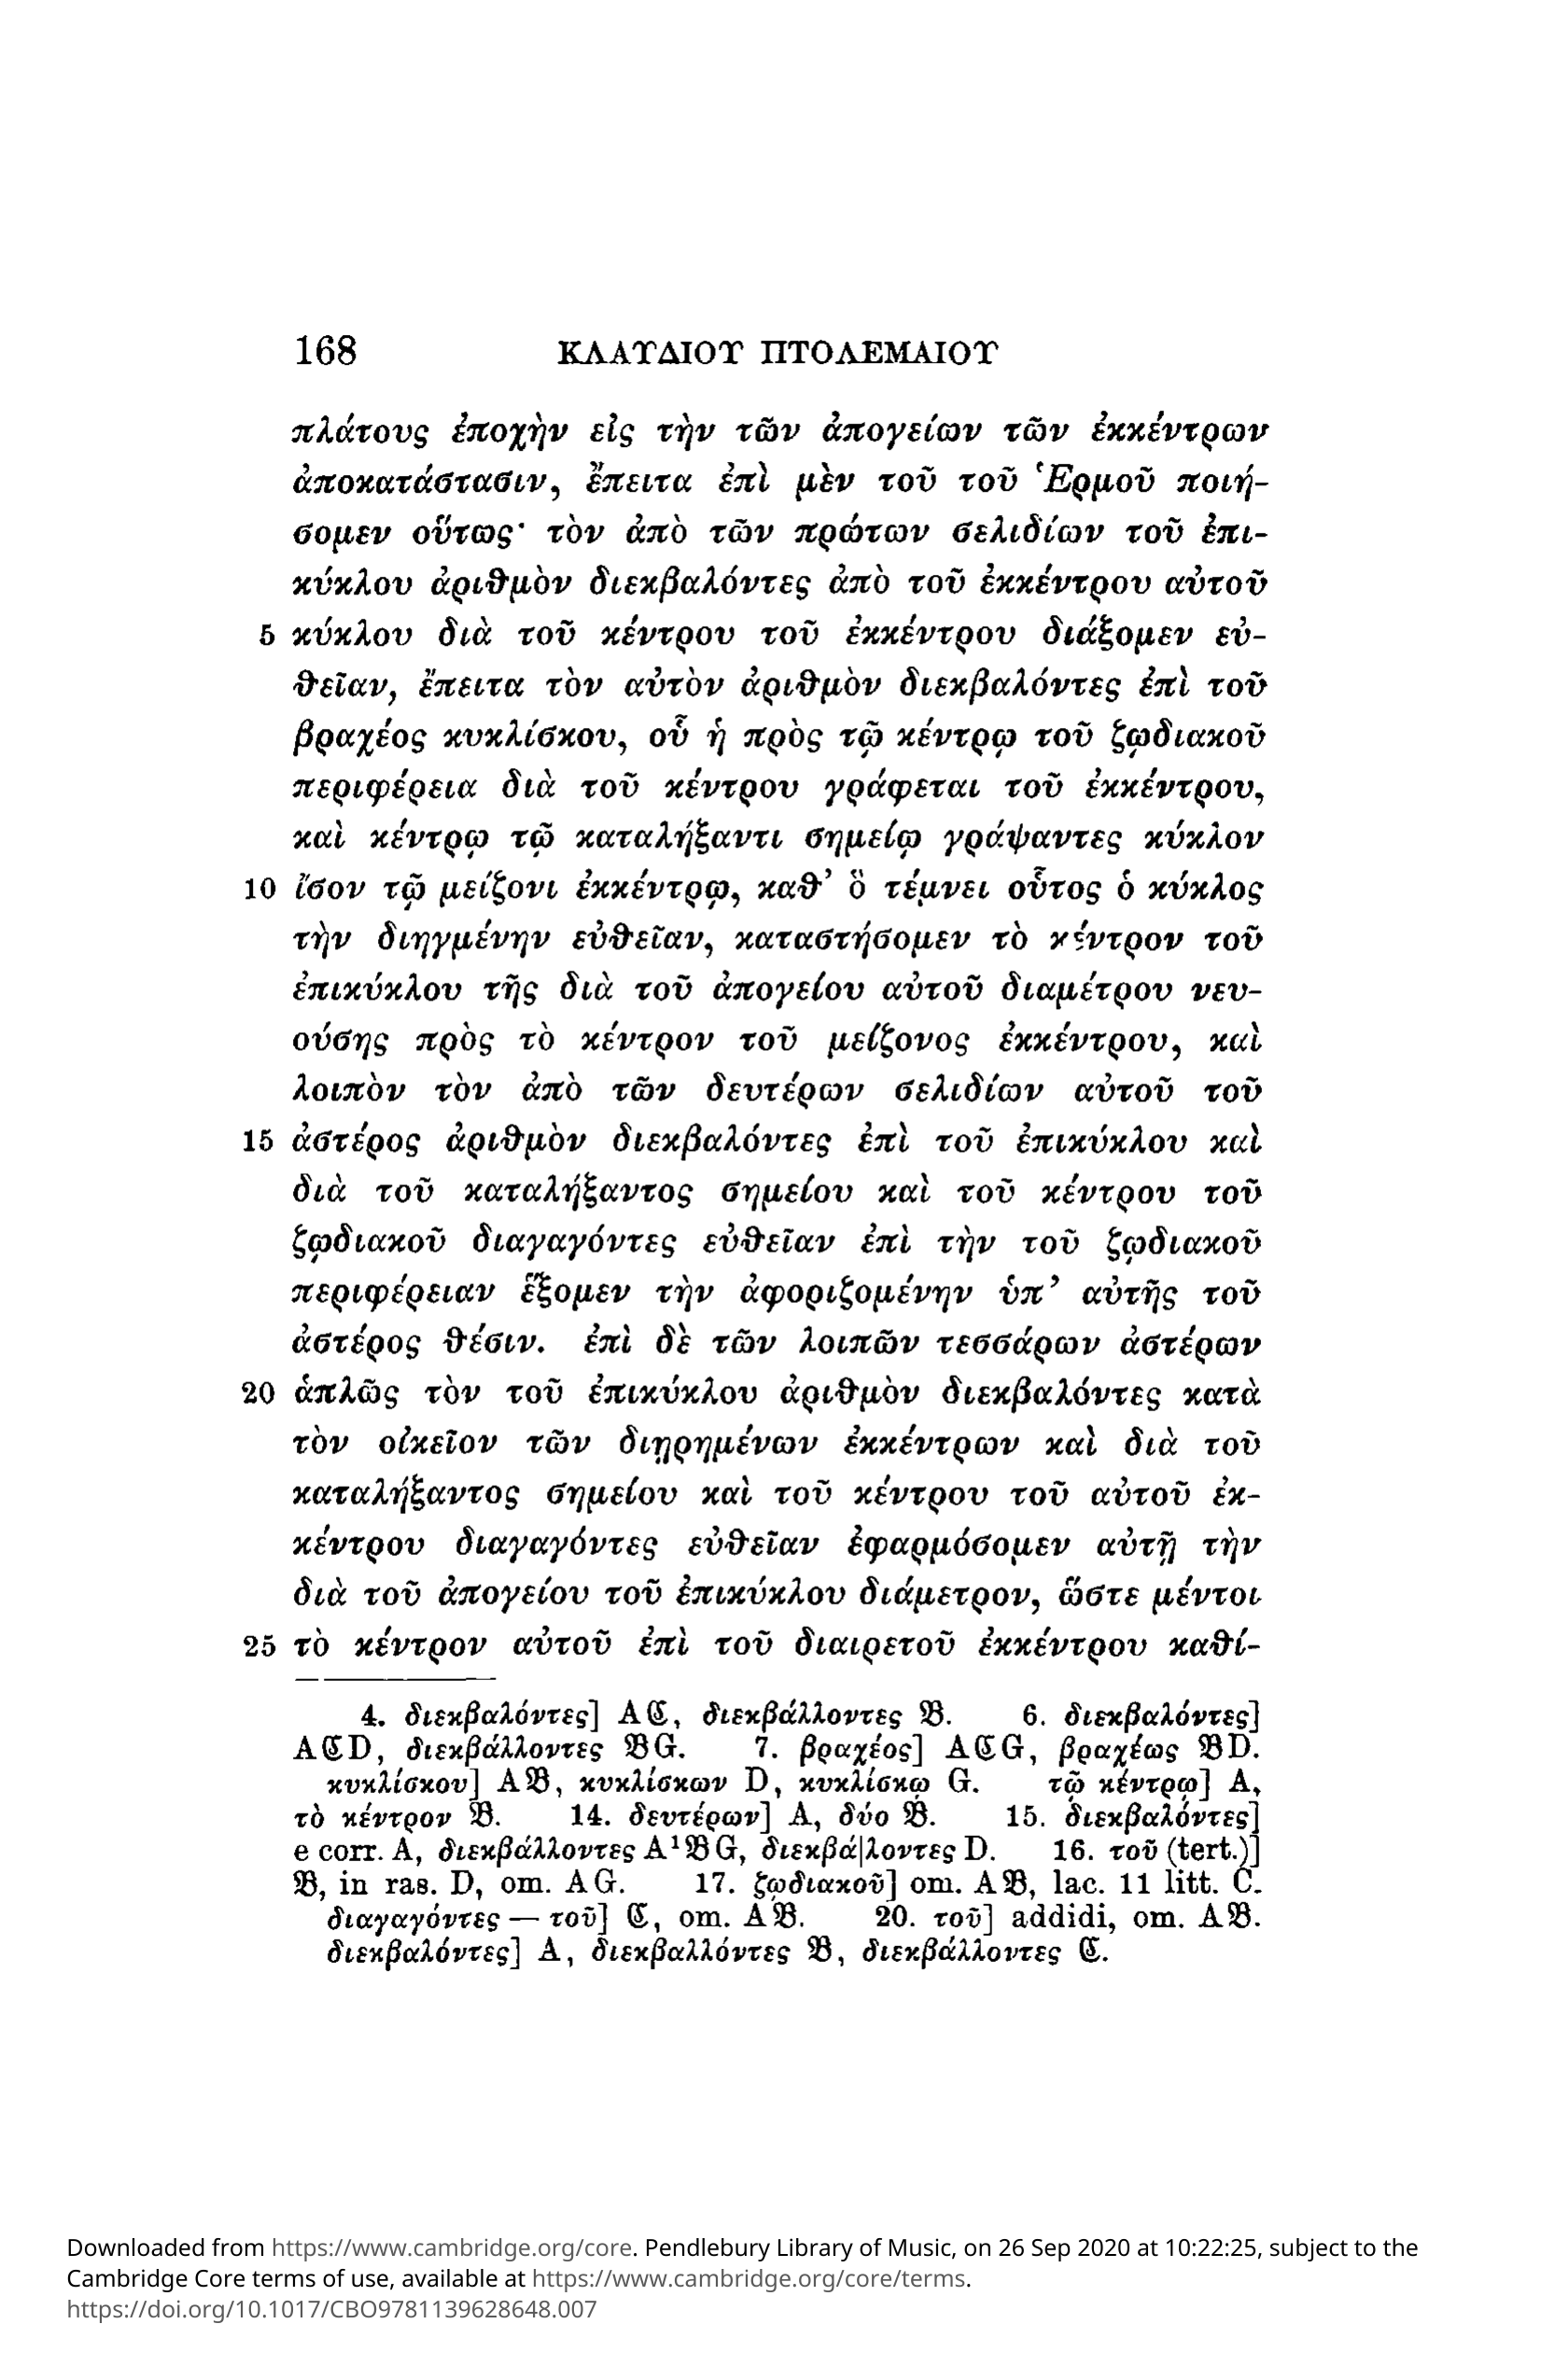 168 ΚΛΑΥΔΙΟΥ ΠΤΟΛΕΜΑΙΟΥ
πλάτους ἐποχὴν εἰς τὴν τῶν ἀπογείων τῶν ἐκκέντρων
ἀποκατάστασιν, ἔπειτα ἐπὶ μὲν τοῦ τοῦ Ἑρμοῦ ποιή-
σομεν οὕτως· τὸν ἀπὸ τῶν πρώτων σελιδίων τοῦ ἐπι-
κύκλου ἀριθμὸν διεκβαλόντες ἀπὸ τοῦ ἐκκέντρου αὐτοῦ
5 κύκλου διὰ τοῦ κέντρου τοῦ ἐκκέντρου διάξομεν εὐ-
θεῖαν, ἔπειτα τὸν αὐτὸν ἀριθμὸν διεκβαλόντες ἐπὶ τοῦ
βραχέος κυκλίσκου, οὗ ἡ πρὸς τῷ κέντρῳ τοῦ ζῳδιακοῦ
περιφέρεια διὰ τοῦ κέντρου γράφεται τοῦ ἐκκέντρου,
καὶ κέντρῳ τῷ καταλήξαντι σημείῳ γράψαντες κύκλον
10 ἴσον τῷ μείζονι ἐκκέντρῳ, καθ’ ὃ τέμνει οὗτος ὁ κύκλος
τὴν διηγμένην εὐθεῖαν, καταστήσομεν τὸ κέντρον τοῦ
ἐπικύκλου τῆς διὰ τοῦ ἀπογείου αὐτοῦ διαμέτρου νευ-
ούσης πρὸς τὸ κέντρον τοῦ μείζονος ἐκκέντρου, καὶ
λοιπὸν τὸν ἀπὸ τῶν δευτέρων σελιδίων αὐτοῦ τοῦ
15 ἀστέρος ἀριθμὸν διεκβαλόντες ἐπὶ τοῦ ἐπικύκλου καὶ
διὰ τοῦ καταλήξαντος σημείου καὶ τοῦ κέντρου τοῦ
ζῳδιακοῦ διαγαγόντες εὐθεῖαν ἐπὶ τὴν τοῦ ζῳδιακοῦ
περιφέρειαν ἕξομεν τὴν ἀφοριζομένην ὑπ’ αὐτῆς τοῦ
ἀστέρος θέσιν. ἐπὶ δὲ τῶν λοιπῶν τεσσάρων ἀστέρων
20 ἁπλῶς τὸν τοῦ ἐπικύκλου ἀριθμὸν διεκβαλόντες κατὰ
τὸν οἰκεῖον τῶν διῃρημένων ἐκκέντρων καὶ διὰ τοῦ
καταλήξαντος σημείου καὶ τοῦ κέντρου τοῦ αὐτοῦ ἐκ-
κέντρου διαγαγόντες εὐθεῖαν ἐφαρμόσομεν αὐτῇ τὴν
διὰ τοῦ ἀπογείου τοῦ ἐπικύκλου διάμετρον, ὥστε μέντοι
25 τὸ κέντρον αὐτοῦ ἐπὶ τοῦ διαιρετοῦ ἐκκέντρου καθί-
4. διεκβαλόντες] Aℭ, διεκβάλλοντες 𝔅. 6. διεκβαλόντες]
AℭD, διεκβάλλοντες 𝔅G. 7. βραχέος] AℭG, βραχέως 𝔅D.
κυκλίσκου] A𝔅, κυκλίσκων D, κυκλίσκῳ G. τῷ κέντρῳ] A,
τὸ κέντρον 𝔅. 14. δευτέρων] A, δύο 𝔅. 15. διεκβαλόντες]
e corr. A, διεκβάλλοντες A¹𝔅G, διεκβά|λοντες D. 16. τοῦ (tert.)]
𝔅, in ras. D, om. AG. 17. ζῳδιακοῦ] om. A𝔅, lac. 11 litt. C.
διαγαγόντες — τοῦ] ℭ, om. A𝔅. 20. τοῦ] addidi, om. A𝔅.
διεκβαλόντες] A, διεκβαλλόντες 𝔅, διεκβάλλοντες ℭ.
Downloaded from https://www.cambridge.org/core. Pendlebury Library of Music, on 26 Sep 2020 at 10:22:25, subject to the
Cambridge Core terms of use, available at https://www.cambridge.org/core/terms.
https://doi.org/10.1017/CBO9781139628648.007